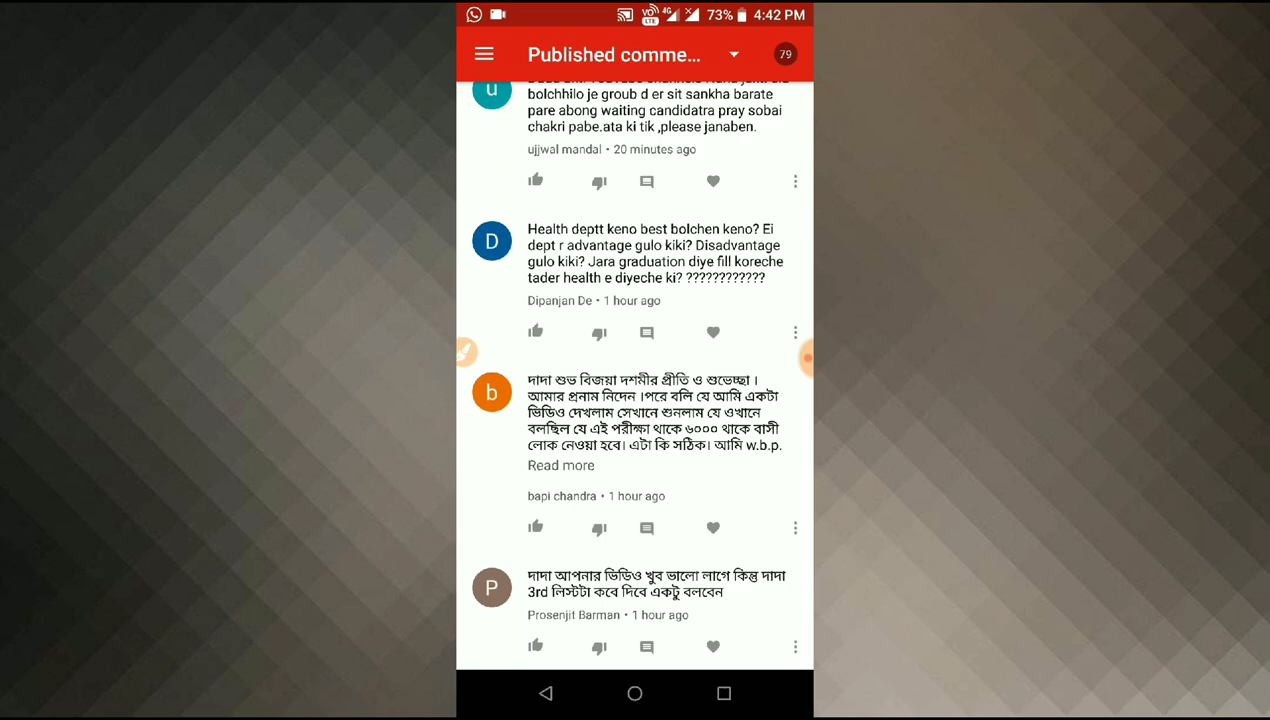 VO
LTE
4G
73%
4:42 PM
Published comme...
79
u
bolchhilo je groub d er sit sankha barate
pare abong waiting candidatra pray sobai
chakri pabe.ata ki tik ,please janaben.
ujjwal mandal • 20 minutes ago
D
Health deptt keno best bolchen keno? Ei
dept r advantage gulo kiki? Disadvantage
gulo kiki? Jara graduation diye fill koreche
tader health e diyeche ki? ????????????
Dipanjan De • 1 hour ago
b
দাদা শুভ বিজয়া দশমীর প্রীতি ও শুভেচ্ছা ।
আমার প্রনাম নিদেন ।পরে বলি যে আমি একটা
ভিডিও দেখলাম সেখানে শুনলাম যে ওখানে
বলছিল যে এই পরীক্ষা থাকে ৬০০০ থাকে বাসী
লোক নেওয়া হবে। এটা কি সঠিক। আমি w.b.p.
Read more
bapi chandra • 1 hour ago
P
দাদা আপনার ভিডিও খুব ভালো লাগে কিন্তু দাদা
3rd লিস্টটা কবে দিবে একটু বলবেন
Prosenjit Barman • 1 hour ago